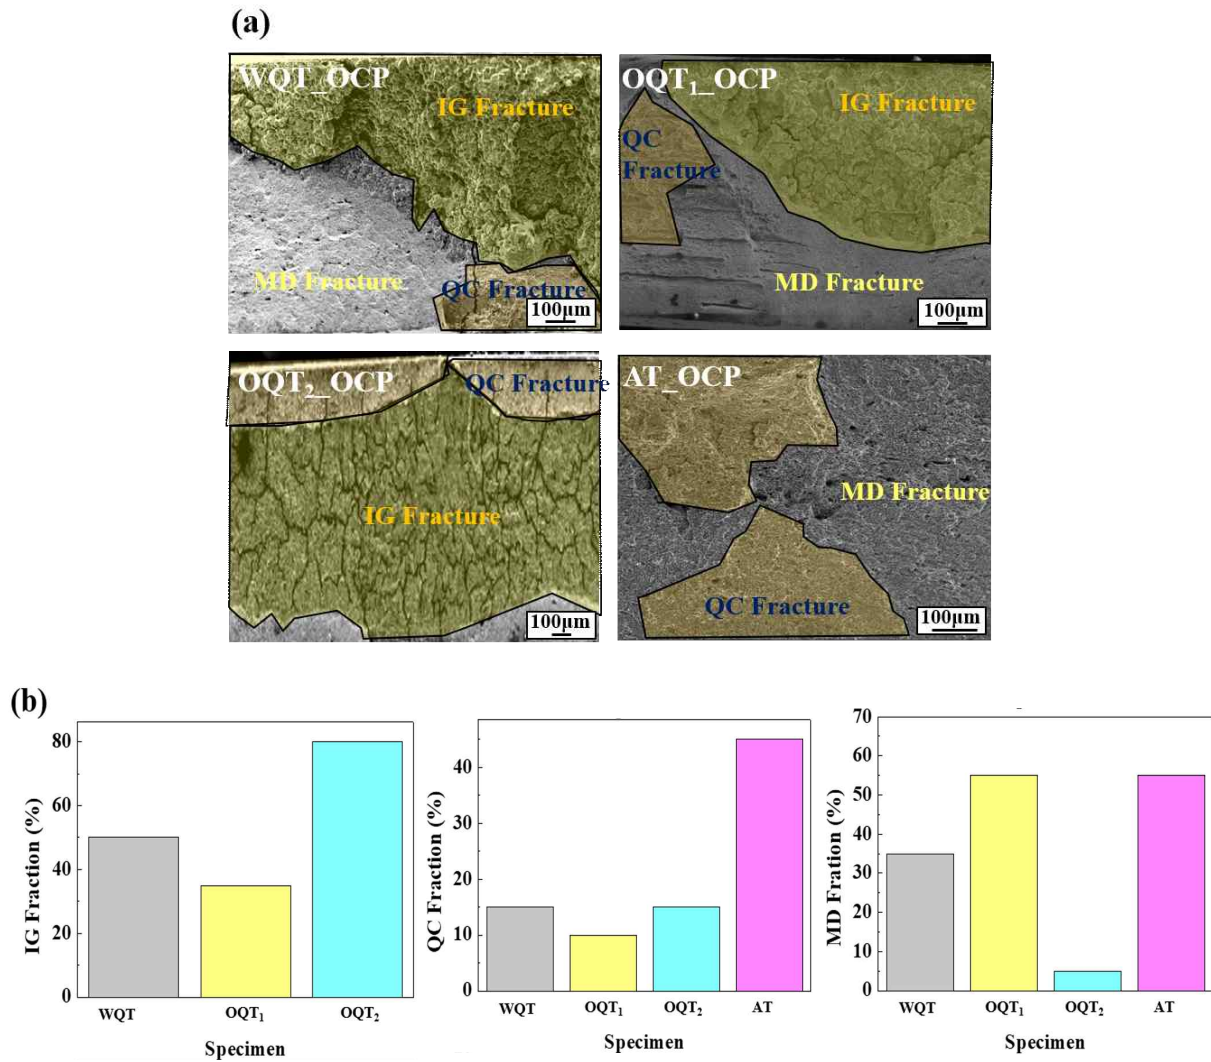 (a)
WQT_OCP
IG Fracture
MD Fracture
QC Fracture
100μm
OQT₁_OCP
IG Fracture
QC
Fracture
MD Fracture
100μm
OQT₂_OCP
QC Fracture
IG Fracture
100μm
AT_OCP
MD Fracture
QC Fracture
100μm
(b)
IG Fraction (%)
80
60
40
20
0
WQT OQT₁ OQT₂
Specimen
QC Fraction (%)
40
30
20
10
0
WQT OQT₁ OQT₂ AT
Specimen
MD Fration (%)
70
60
50
40
30
20
10
0
WQT OQT₁ OQT₂ AT
Specimen